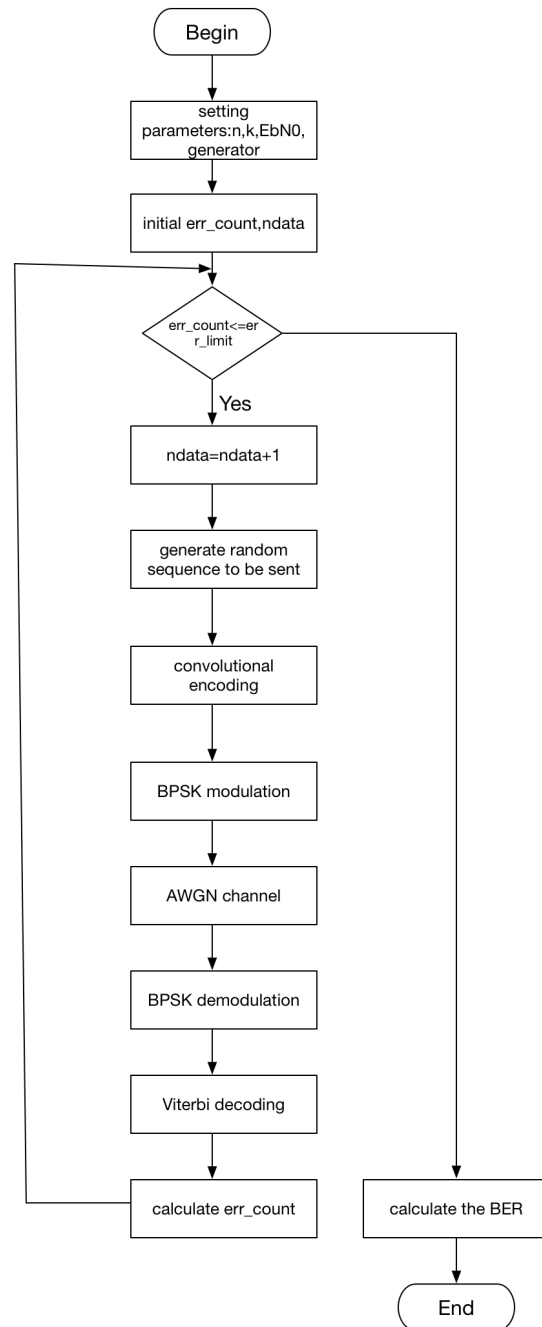 Begin
setting
parameters:n,k,EbN0,
generator
initial err_count,ndata
err_count<=er
r_limit
Yes
ndata=ndata+1
generate random
sequence to be sent
convolutional
encoding
BPSK modulation
AWGN channel
BPSK demodulation
Viterbi decoding
calculate err_count
calculate the BER
End